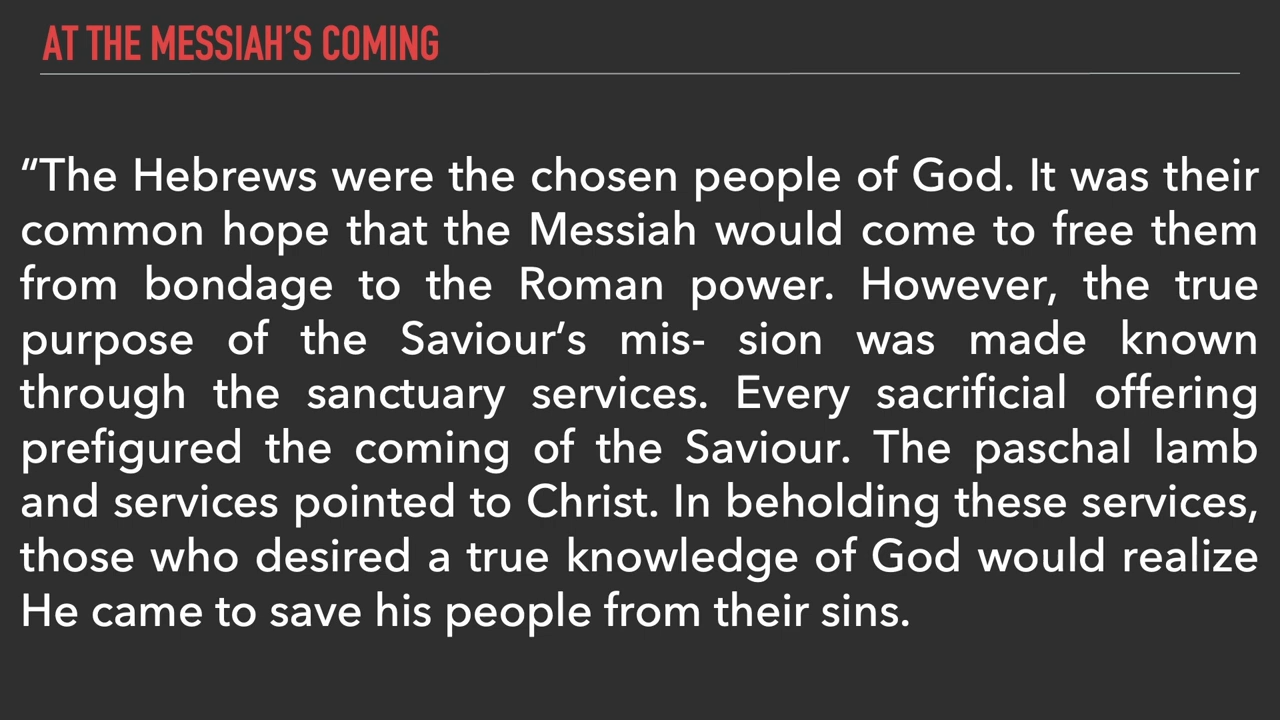 AT THE MESSIAH’S COMING
“The Hebrews were the chosen people of God. It was their
common hope that the Messiah would come to free them
from bondage to the Roman power. However, the true
purpose of the Saviour’s mis- sion was made known
through the sanctuary services. Every sacrificial offering
prefigured the coming of the Saviour. The paschal lamb
and services pointed to Christ. In beholding these services,
those who desired a true knowledge of God would realize
He came to save his people from their sins.